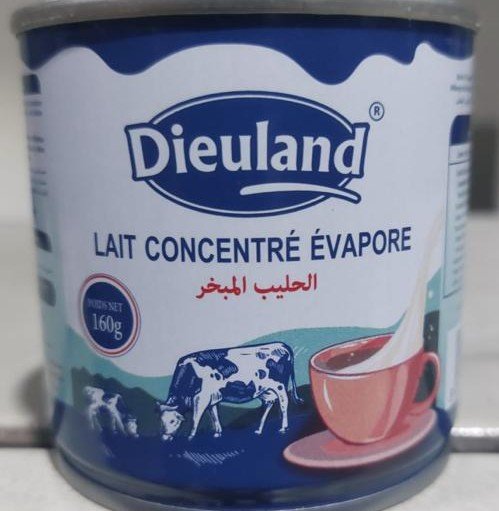 Dieuland®
LAIT CONCENTRÉ ÉVAPORE
الحليب المبخر
POIDS NET
160g